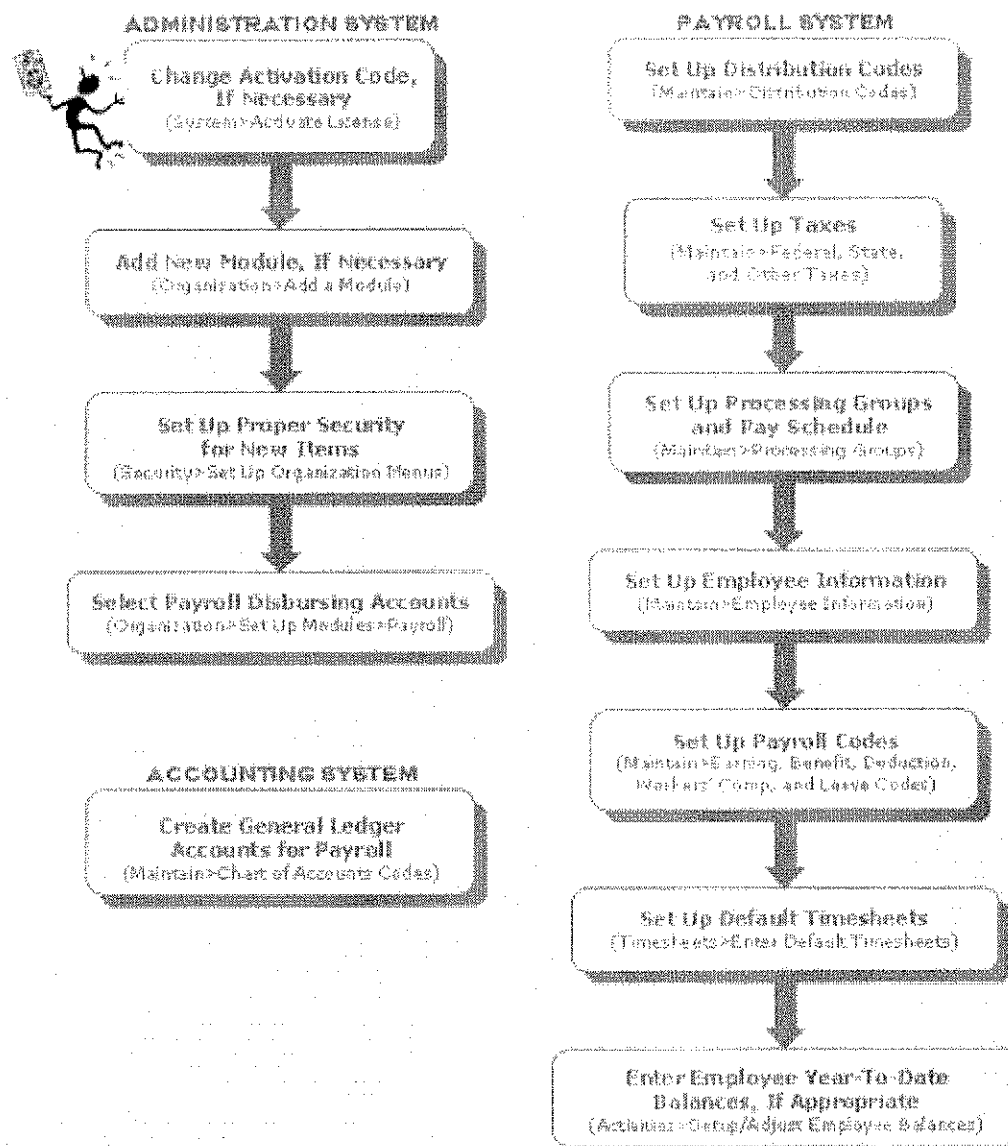 ADMINISTRATION SYSTEM
Change Activation Code,
If Necessary
(System>Activate License)
Add New Module, If Necessary
(Organization>Add a Module)
Set Up Proper Security
for New Items
(Security>Set Up Organization Menus)
Select Payroll Disbursing Accounts
(Organization>Set Up Modules>Payroll)
ACCOUNTING SYSTEM
Create General Ledger
Accounts for Payroll
(Maintain>Chart of Accounts Codes)
PAYROLL SYSTEM
Set Up Distribution Codes
(Maintain>Distribution Codes)
Set Up Taxes
(Maintain>Federal, State,
and Other Taxes)
Set Up Processing Groups
and Pay Schedule
(Maintain>Processing Groups)
Set Up Employee Information
(Maintain>Employee Information)
Set Up Payroll Codes
(Maintain>Earning, Benefit, Deduction,
Workers' Comp, and Leave Codes)
Set Up Default Timesheets
(Timesheets>Enter Default Timesheets)
Enter Employee Year-To-Date
Balances, If Appropriate
(Activities>Setup/Adjust Employee Balances)